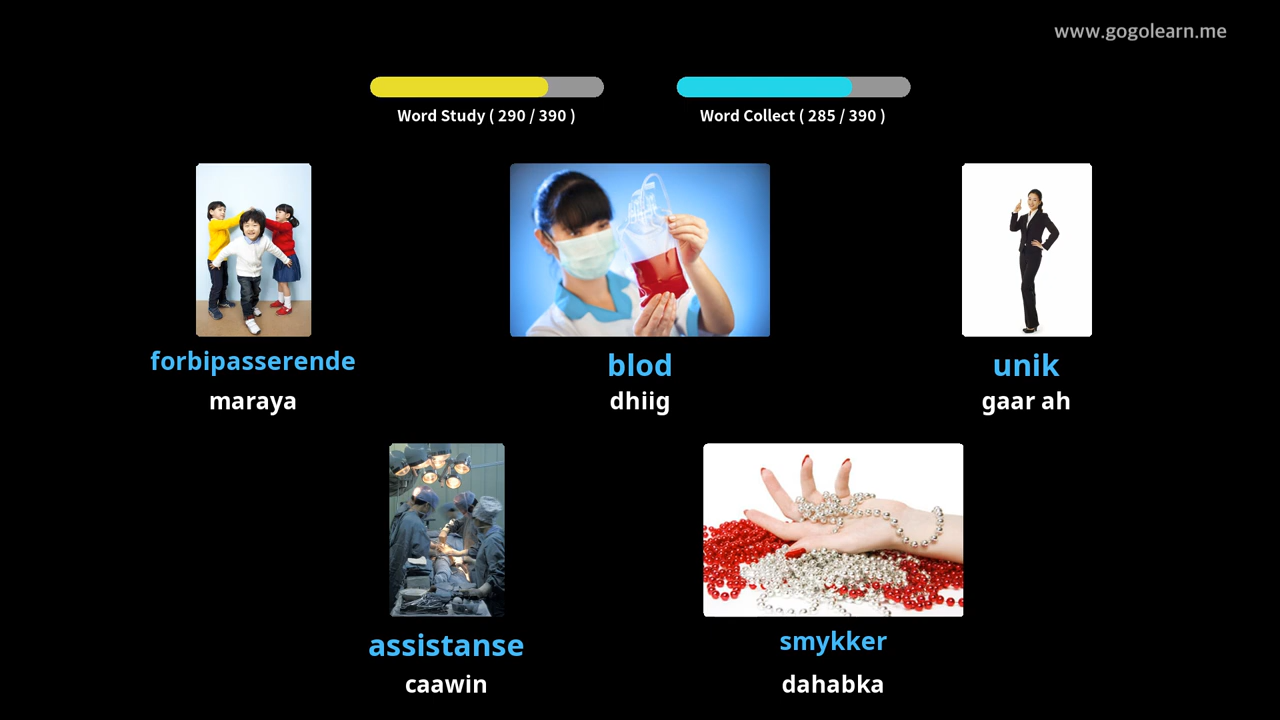 www.gogolearn.me
Word Study ( 290 / 390 )
Word Collect ( 285 / 390 )
forbipasserende
maraya
blod
dhiig
unik
gaar ah
assistanse
caawin
smykker
dahabka